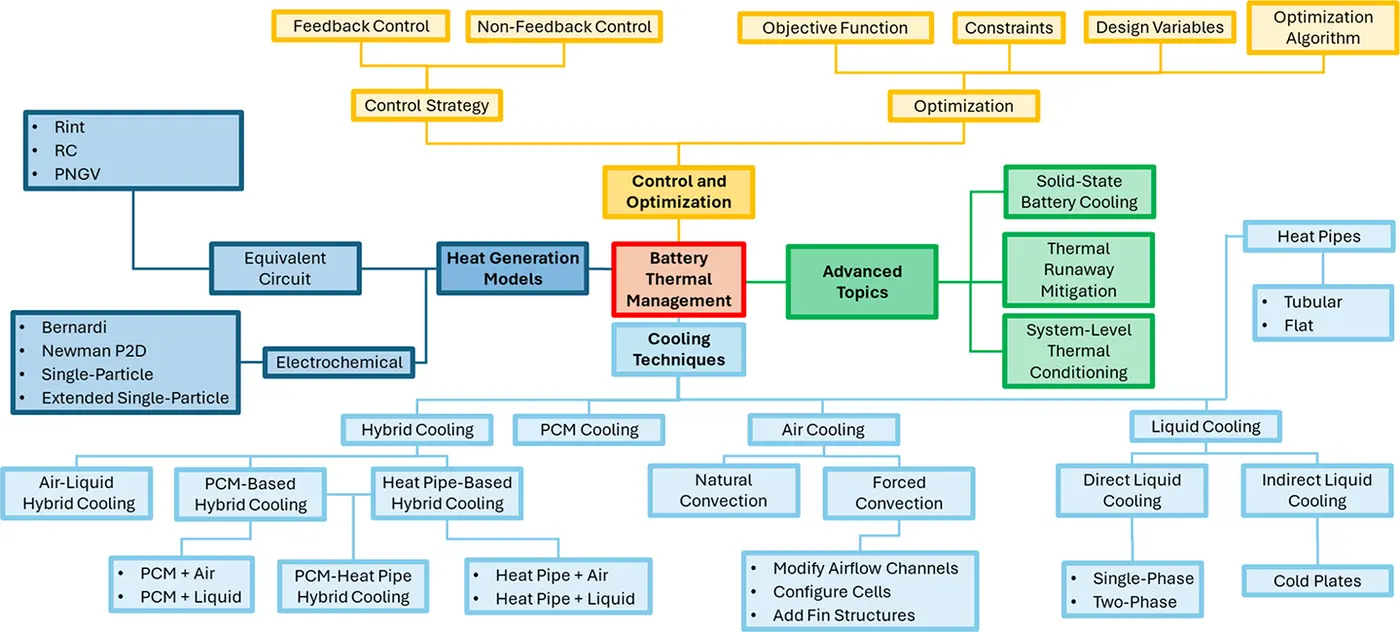 Feedback Control
Non-Feedback Control
Objective Function
Constraints
Design Variables
Optimization
Algorithm
Control Strategy
Optimization
• Rint
• RC
• PNGV
Control and
Optimization
Solid-State
Battery Cooling
Equivalent
Circuit
Heat Generation
Models
Battery
Thermal
Management
Advanced
Topics
Thermal
Runaway
Mitigation
Heat Pipes
• Tubular
• Flat
• Bernardi
• Newman P2D
• Single-Particle
• Extended Single-Particle
Electrochemical
Cooling
Techniques
System-Level
Thermal
Conditioning
Hybrid Cooling
PCM Cooling
Air Cooling
Liquid Cooling
Air-Liquid
Hybrid Cooling
PCM-Based
Hybrid Cooling
Heat Pipe-Based
Hybrid Cooling
Natural
Convection
Forced
Convection
Direct Liquid
Cooling
Indirect Liquid
Cooling
• PCM + Air
• PCM + Liquid
PCM-Heat Pipe
Hybrid Cooling
• Heat Pipe + Air
• Heat Pipe + Liquid
• Modify Airflow Channels
• Configure Cells
• Add Fin Structures
• Single-Phase
• Two-Phase
Cold Plates